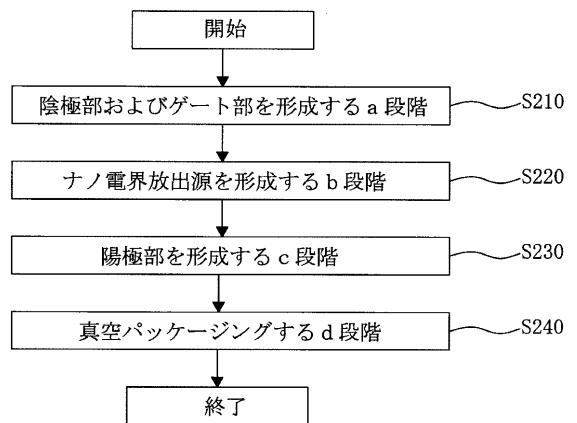 開始
陰極部およびゲート部を形成するa段階
S210
ナノ電界放出源を形成するb段階
S220
陽極部を形成するc段階
S230
真空パッケージングするd段階
S240
終了